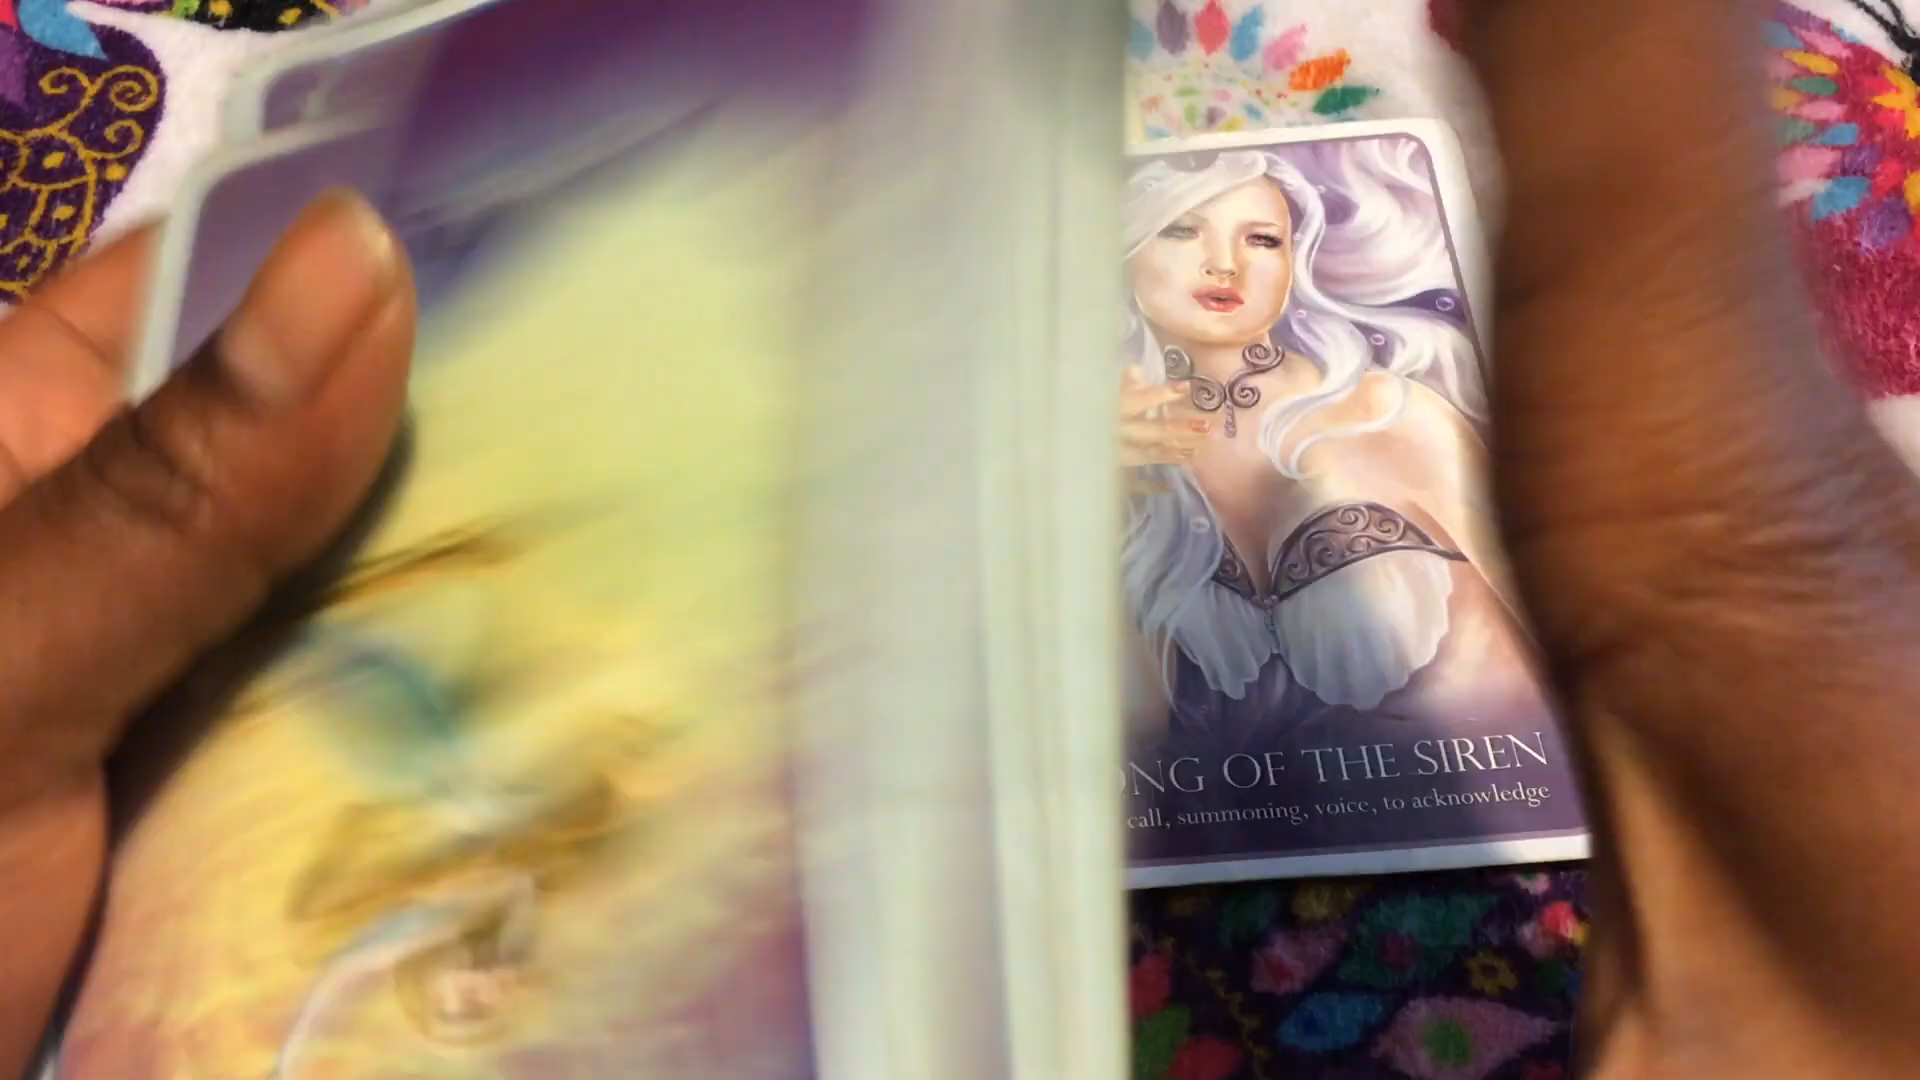 ONG OF THE SIREN
call, summoning, voice, to acknowledge